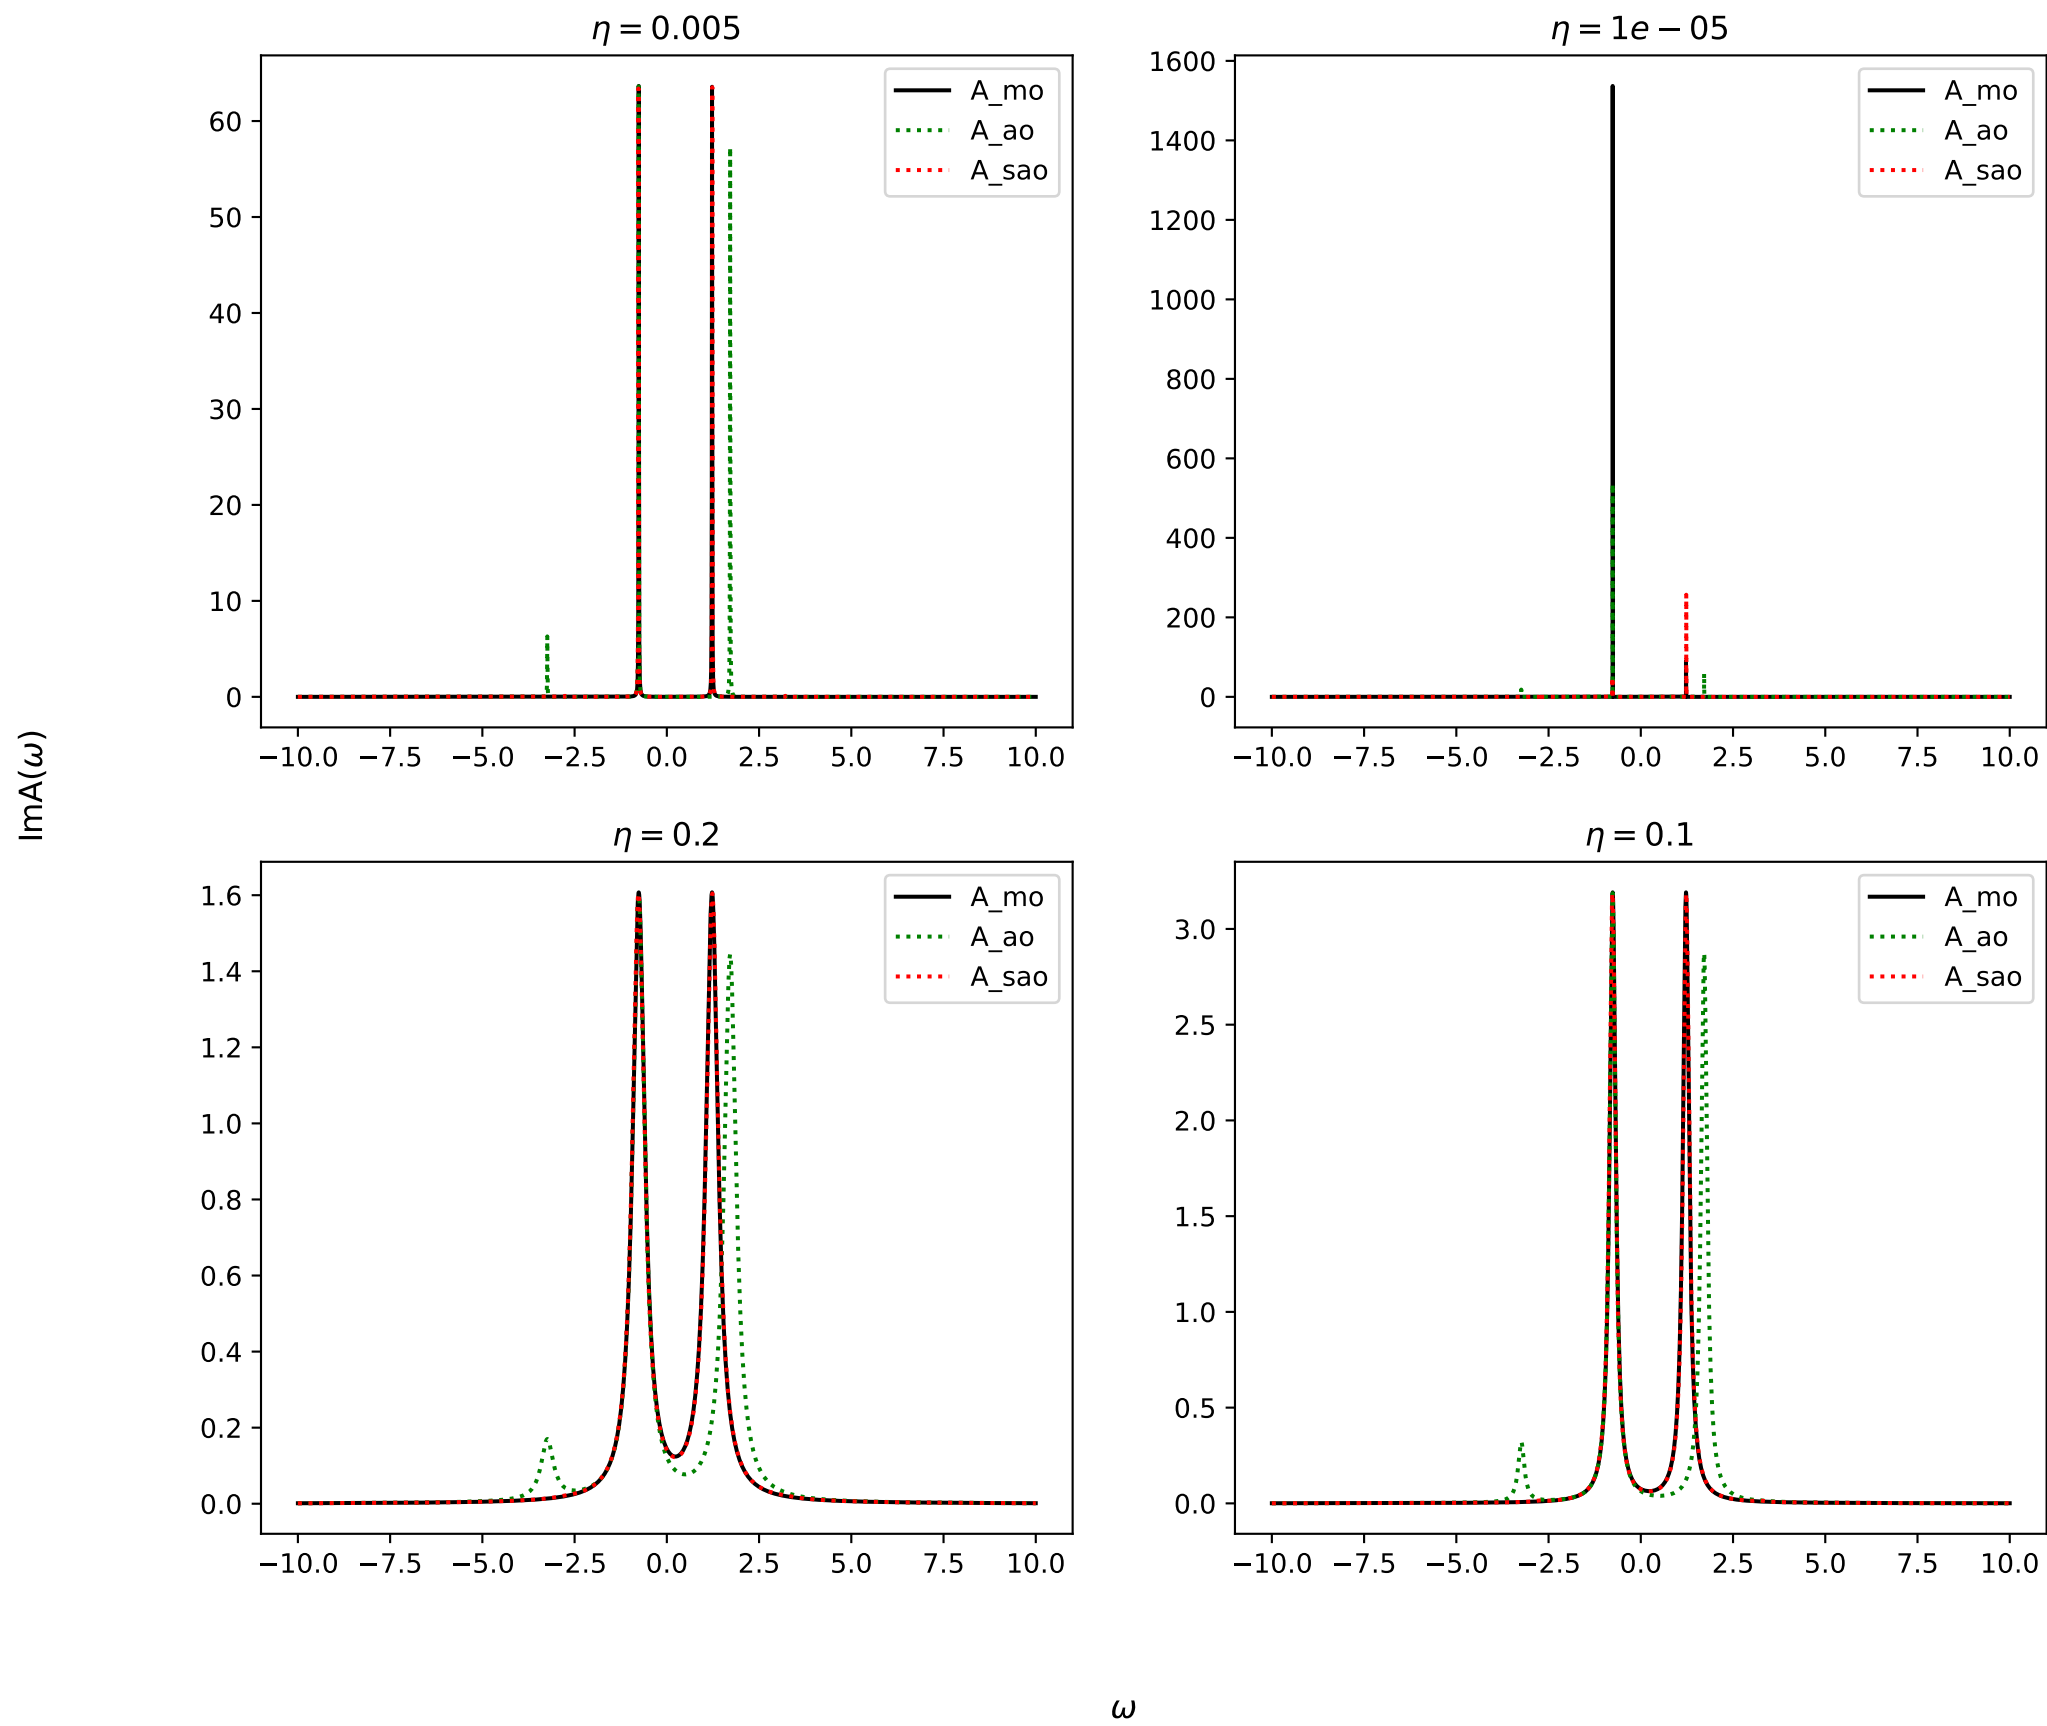 η = 0.005
60
50
40
30
20
10
0
−10.0 −7.5 −5.0 −2.5 0.0 2.5 5.0 7.5 10.0
A_mo
A_ao
A_sao
η = 1e − 05
1600
1400
1200
1000
800
600
400
200
0
−10.0 −7.5 −5.0 −2.5 0.0 2.5 5.0 7.5 10.0
A_mo
A_ao
A_sao
ImA(ω)
η = 0.2
1.6
1.4
1.2
1.0
0.8
0.6
0.4
0.2
0.0
−10.0 −7.5 −5.0 −2.5 0.0 2.5 5.0 7.5 10.0
A_mo
A_ao
A_sao
η = 0.1
3.0
2.5
2.0
1.5
1.0
0.5
0.0
−10.0 −7.5 −5.0 −2.5 0.0 2.5 5.0 7.5 10.0
A_mo
A_ao
A_sao
ω